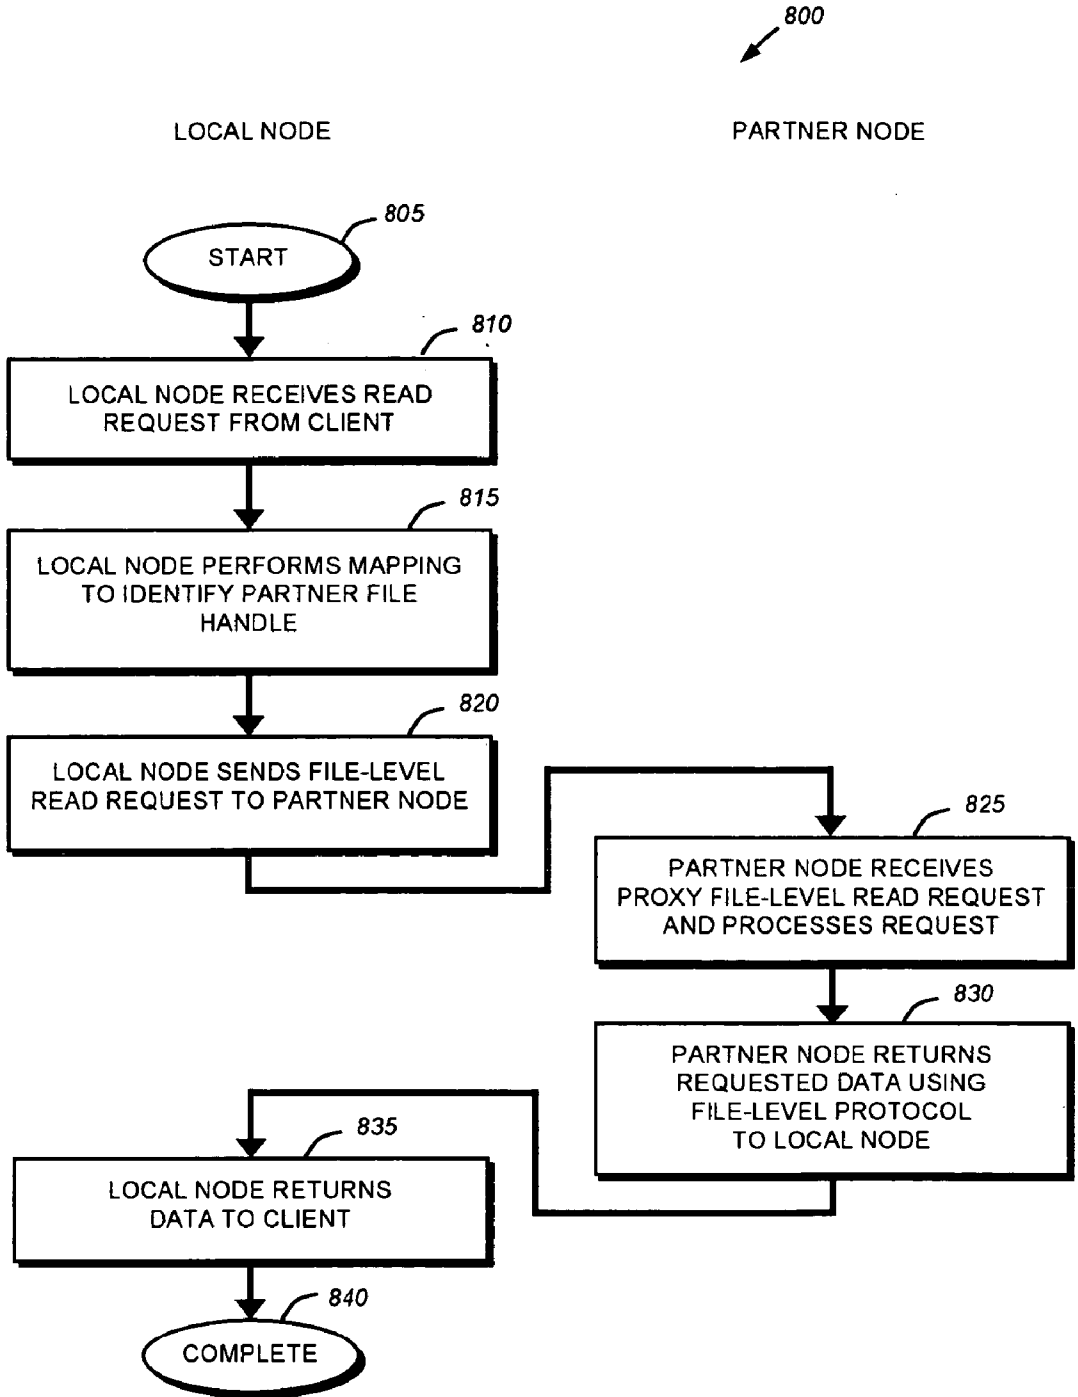 800
LOCAL NODE
PARTNER NODE
805
START
810
LOCAL NODE RECEIVES READ
REQUEST FROM CLIENT
815
LOCAL NODE PERFORMS MAPPING
TO IDENTIFY PARTNER FILE
HANDLE
820
LOCAL NODE SENDS FILE-LEVEL
READ REQUEST TO PARTNER NODE
825
PARTNER NODE RECEIVES
PROXY FILE-LEVEL READ REQUEST
AND PROCESSES REQUEST
830
PARTNER NODE RETURNS
REQUESTED DATA USING
FILE-LEVEL PROTOCOL
TO LOCAL NODE
835
LOCAL NODE RETURNS
DATA TO CLIENT
840
COMPLETE